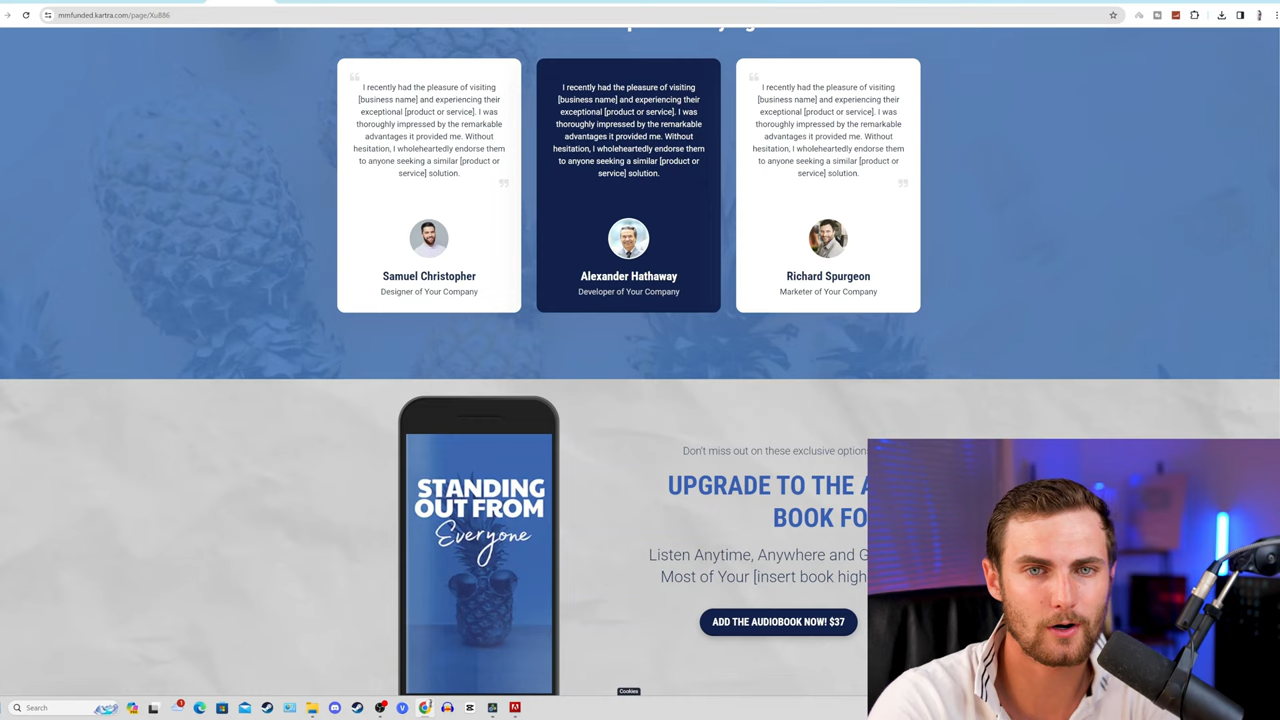 mmfunded.kartra.com/page/XuB86
I recently had the pleasure of visiting
[business name] and experiencing their
exceptional [product or service]. I was
thoroughly impressed by the remarkable
advantages it provided me. Without
hesitation, I wholeheartedly endorse them
to anyone seeking a similar [product or
service] solution.
Samuel Christopher
Designer of Your Company
I recently had the pleasure of visiting
[business name] and experiencing their
exceptional [product or service]. I was
thoroughly impressed by the remarkable
advantages it provided me. Without
hesitation, I wholeheartedly endorse them
to anyone seeking a similar [product or
service] solution.
Alexander Hathaway
Developer of Your Company
I recently had the pleasure of visiting
[business name] and experiencing their
exceptional [product or service]. I was
thoroughly impressed by the remarkable
advantages it provided me. Without
hesitation, I wholeheartedly endorse them
to anyone seeking a similar [product or
service] solution.
Richard Spurgeon
Marketer of Your Company
STANDING
OUT FROM
Everyone
Don't miss out on these exclusive option
UPGRADE TO THE A
BOOK FO
Listen Anytime, Anywhere and G
Most of Your [insert book high
ADD THE AUDIOBOOK NOW! $37
Cookies
Search